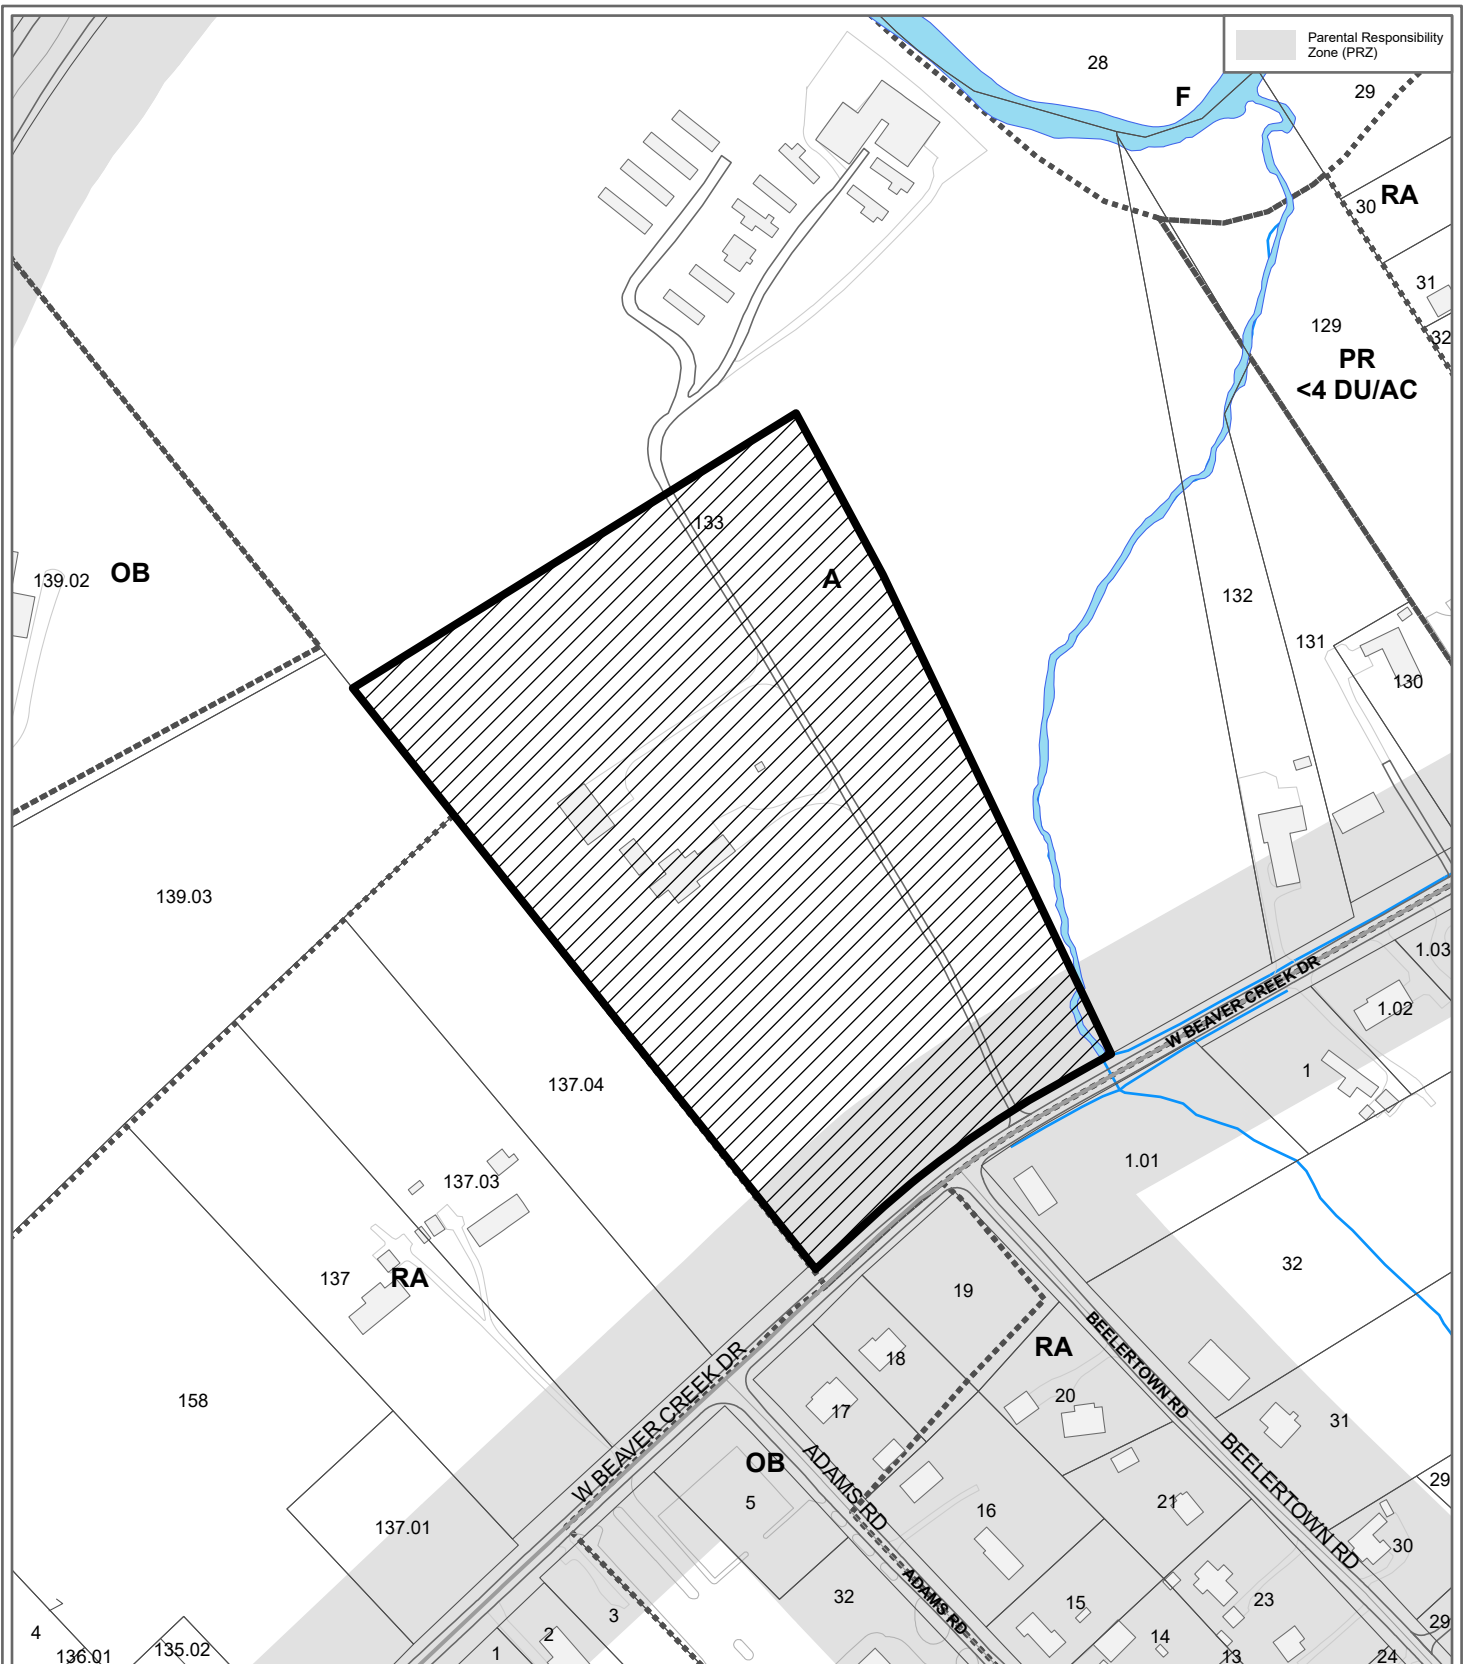 Parental Responsibility
Zone (PRZ)
28
F
29
RA
30
31
32
129
PR
<4 DU/AC
133
A
139.02
OB
132
131
130
139.03
1.03
W BEAVER CREEK DR
1.02
1
137.04
1.01
137.03
137
RA
32
19
RA
BEELERTOWN RD
W BEAVER CREEK DR
18
20
158
17
31
BEELERTOWN RD
OB
ADAMS RD
29
5
16
21
137.01
30
ADAMS RD
32
15
23
3
29
4
2
14
136.01
135.02
1
13
24